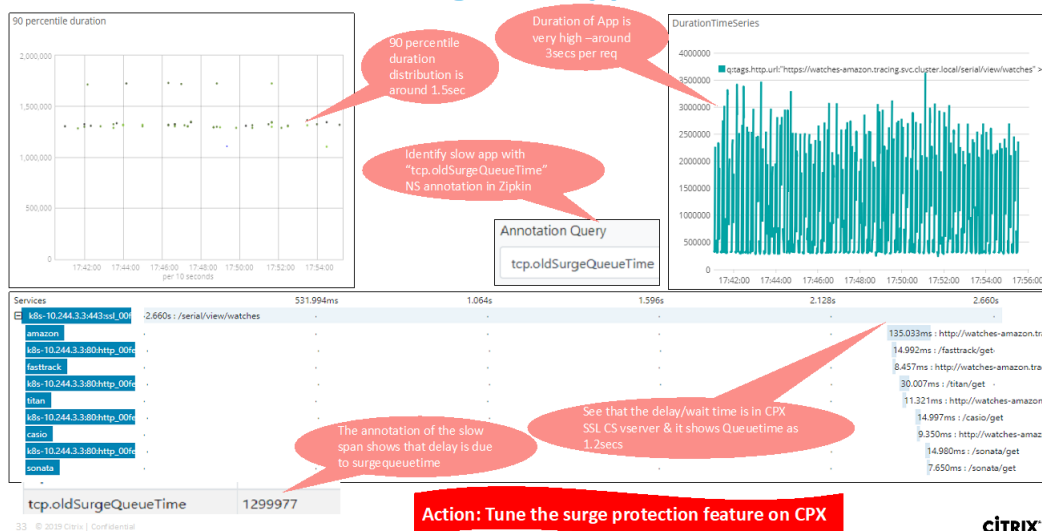 90 percentile duration
2,000,000
1,500,000
1,000,000
500,000
0
17:42:00 17:44:00 17:46:00 17:48:00 17:50:00 17:52:00 17:54:00
per 10 seconds
90 percentile
duration
distribution is
around 1.5sec
Duration of App is
very high –around
3secs per req
Identify slow app with
“tcp.oldSurgeQueueTime”
NS annotation in Zipkin
Annotation Query
tcp.oldSurgeQueueTime
DurationTimeSeries
4000000
q:tags.http.url:"https://watches-amazon.tracing.svc.cluster.local/serial/view/watches" >
3500000
3000000
2500000
2000000
1500000
1000000
500000
0
17:42:00 17:44:00 17:46:00 17:48:00 17:50:00 17:52:00 17:54:00 17:56:00
Services 531.994ms 1.064s 1.596s 2.128s 2.660s
k8s-10.244.3.3:443:ssl_00f 2.660s : /serial/view/watches
amazon 135.033ms : http://watches-amazon.tra
k8s-10.244.3.3:80:http_00fe 14.992ms : /fasttrack/get
fasttrack 8.457ms : http://watches-amazon.tra
k8s-10.244.3.3:80:http_00fe 30.007ms : /titan/get
titan 11.321ms : http://watches-amazon
k8s-10.244.3.3:80:http_00fe 14.997ms : /casio/get
casio 9.350ms : http://watches-amaz
k8s-10.244.3.3:80:http_00fe 14.980ms : /sonata/get
sonata 7.650ms : /sonata/get
The annotation of the slow
span shows that delay is due
to surgequeuetime
See that the delay/wait time is in CPX
SSL CS vserver & it shows Queuetime as
1.2secs
tcp.oldSurgeQueueTime 1299977
Action: Tune the surge protection feature on CPX
33 © 2019 Citrix | Confidential
CİTRIX